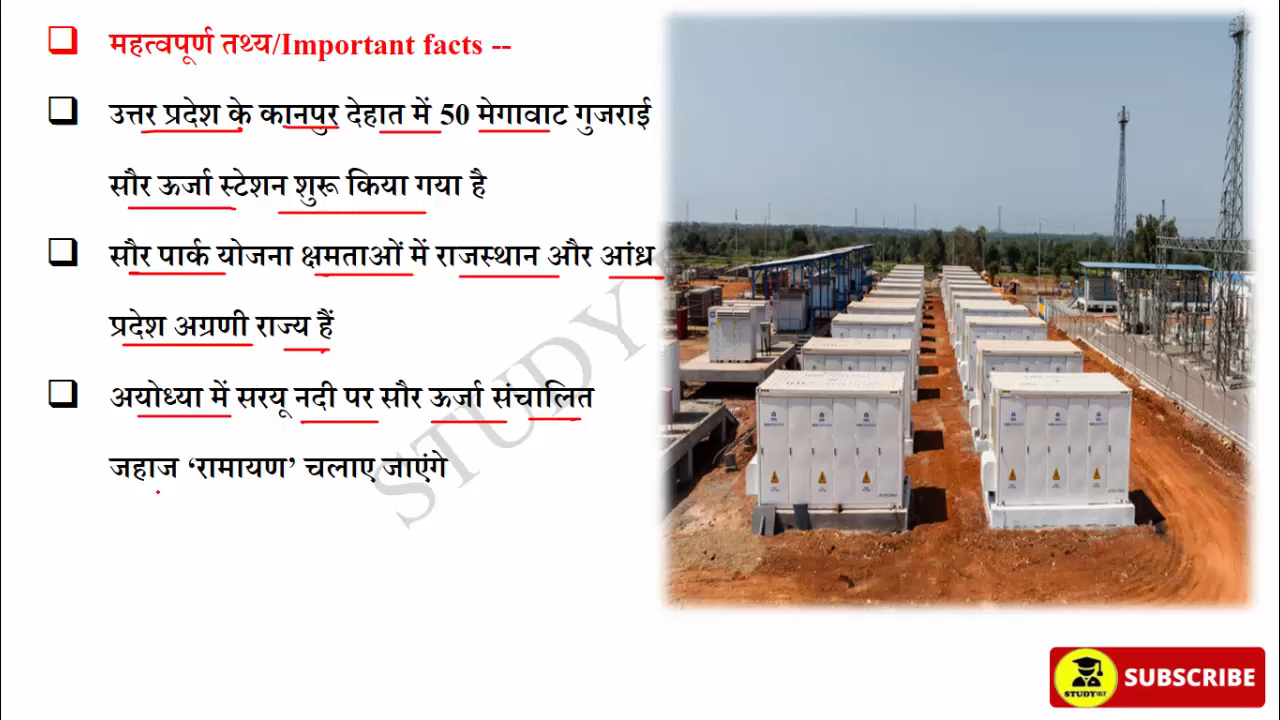 महत्वपूर्ण तथ्य/Important facts --
उत्तर प्रदेश के कानपुर देहात में 50 मेगावाट गुजराई
सौर ऊर्जा स्टेशन शुरू किया गया है
सौर पार्क योजना क्षमताओं में राजस्थान और आंध्र
प्रदेश अग्रणी राज्य हैं
अयोध्या में सरयू नदी पर सौर ऊर्जा संचालित
जहाज ‘रामायण’ चलाए जाएंगे
STUDY
STUDY
SUBSCRIBE